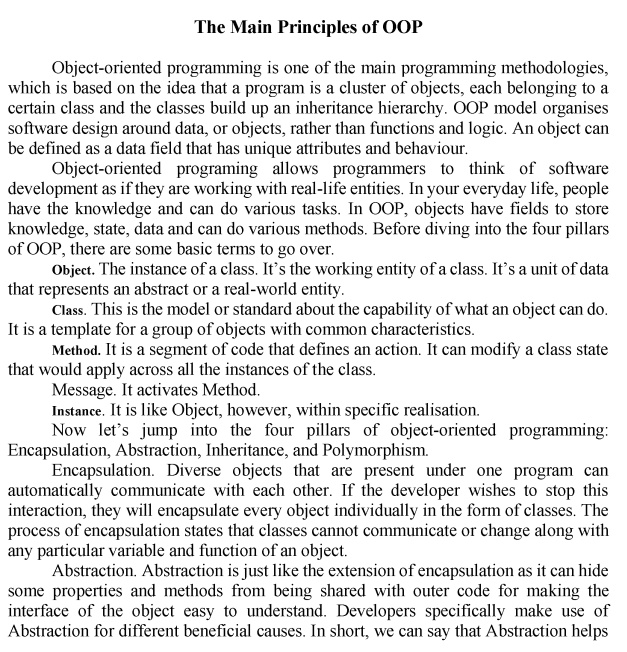 The Main Principles of OOP
Object-oriented programming is one of the main programming methodologies,
which is based on the idea that a program is a cluster of objects, each belonging to a
certain class and the classes build up an inheritance hierarchy. OOP model organises
software design around data, or objects, rather than functions and logic. An object can
be defined as a data field that has unique attributes and behaviour.
Object-oriented programing allows programmers to think of software
development as if they are working with real-life entities. In your everyday life, people
have the knowledge and can do various tasks. In OOP, objects have fields to store
knowledge, state, data and can do various methods. Before diving into the four pillars
of OOP, there are some basic terms to go over.
Object. The instance of a class. It's the working entity of a class. It's a unit of data
that represents an abstract or a real-world entity.
Class. This is the model or standard about the capability of what an object can do.
It is a template for a group of objects with common characteristics.
Method. It is a segment of code that defines an action. It can modify a class state
that would apply across all the instances of the class.
Message. It activates Method.
Instance. It is like Object, however, within specific realisation.
Now let's jump into the four pillars of object-oriented programming:
Encapsulation, Abstraction, Inheritance, and Polymorphism.
Encapsulation. Diverse objects that are present under one program can
automatically communicate with each other. If the developer wishes to stop this
interaction, they will encapsulate every object individually in the form of classes. The
process of encapsulation states that classes cannot communicate or change along with
any particular variable and function of an object.
Abstraction. Abstraction is just like the extension of encapsulation as it can hide
some properties and methods from being shared with outer code for making the
interface of the object easy to understand. Developers specifically make use of
Abstraction for different beneficial causes. In short, we can say that Abstraction helps